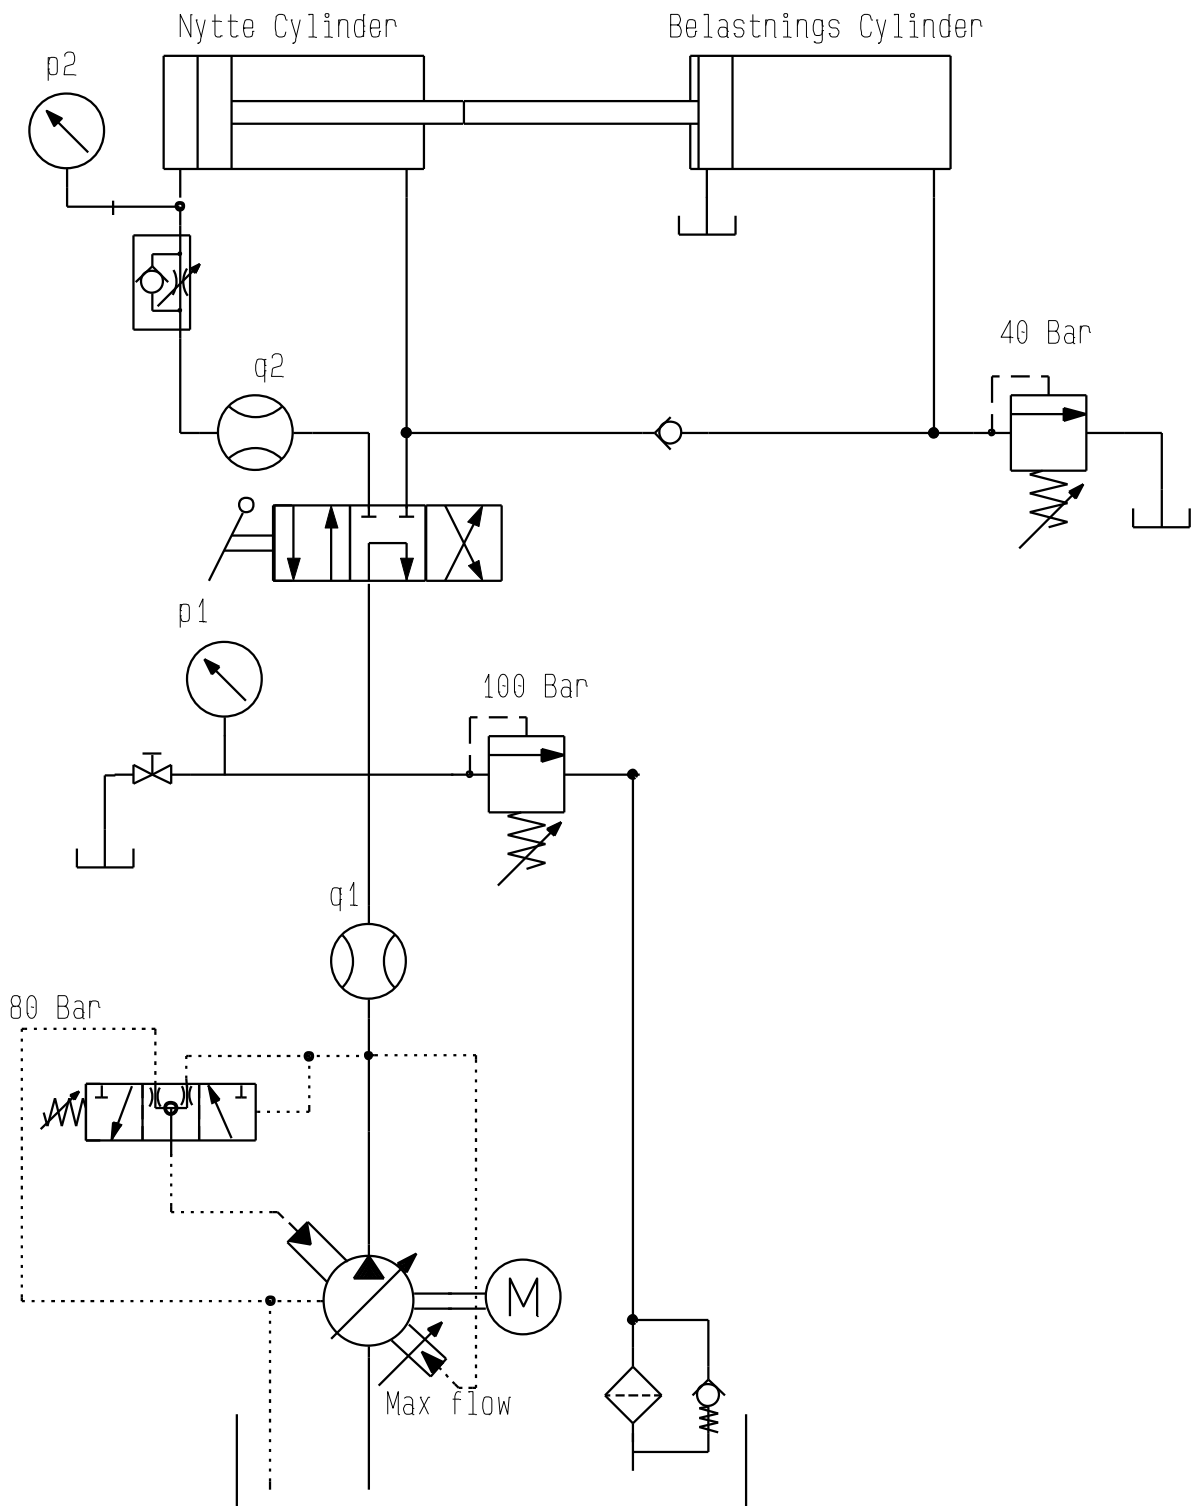 Nytte Cylinder
Belastnings Cylinder
p2
40 Bar
q2
p1
100 Bar
q1
80 Bar
M
Max flow